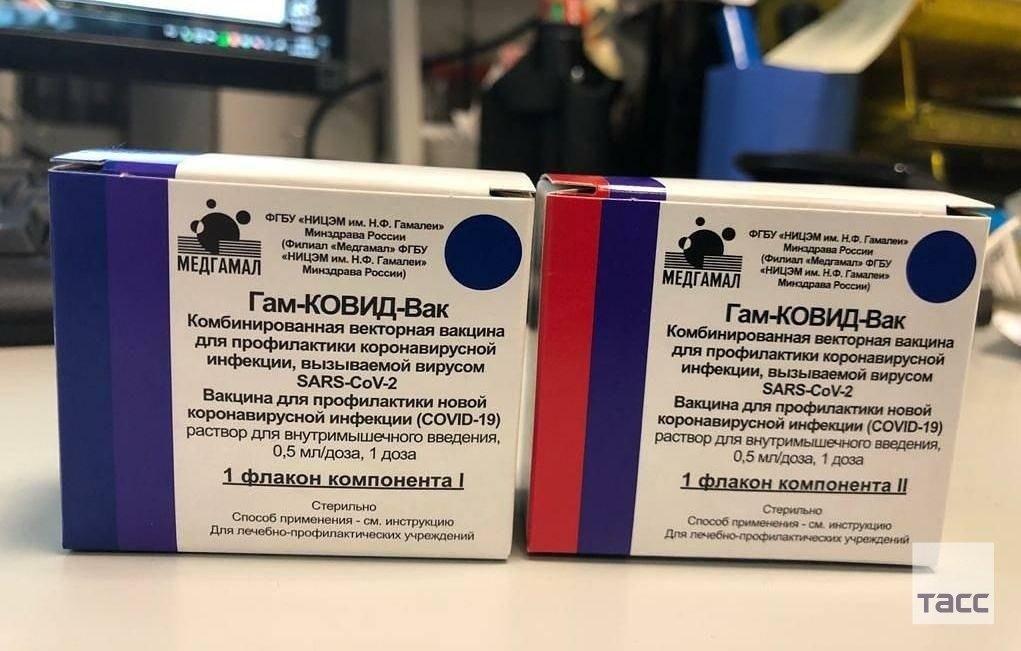 МЕДГАМАЛ
ФГБУ «НИЦЭМ им. Н.Ф. Гамалеи»
Минздрава России
(Филиал «Медгамал» ФГБУ
«НИЦЭМ им. Н.Ф. Гамалеи»
Минздрава России)
Гам-КОВИД-Вак
Комбинированная векторная вакцина
для профилактики коронавирусной
инфекции, вызываемой вирусом
SARS-CoV-2
Вакцина для профилактики новой
коронавирусной инфекции (COVID-19)
раствор для внутримышечного введения,
0,5 мл/доза, 1 доза
1 флакон компонента I
Стерильно
Способ применения - см. инструкцию
Для лечебно-профилактических учреждений
МЕДГАМАЛ
ФГБУ «НИЦЭМ им. Н.Ф. Гамалеи»
Минздрава России
(Филиал «Медгамал» ФГБУ
«НИЦЭМ им. Н.Ф. Гамалеи»
Минздрава России)
Гам-КОВИД-Вак
Комбинированная векторная вакцина
для профилактики коронавирусной
инфекции, вызываемой вирусом
SARS-CoV-2
Вакцина для профилактики новой
коронавирусной инфекции (COVID-19)
раствор для внутримышечного введения,
0,5 мл/доза, 1 доза
1 флакон компонента II
Стерильно
Способ применения - см. инструкцию
Для лечебно-профилактических учреждений
ТАСС